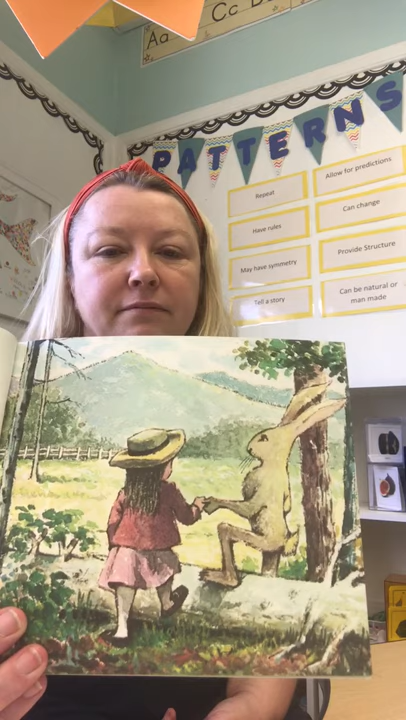 Aa
Cc
PATTERNS
Repeat
Allow for predictions
Have rules
Can change
May have symmetry
Provide Structure
Tell a story
Can be natural or
man made